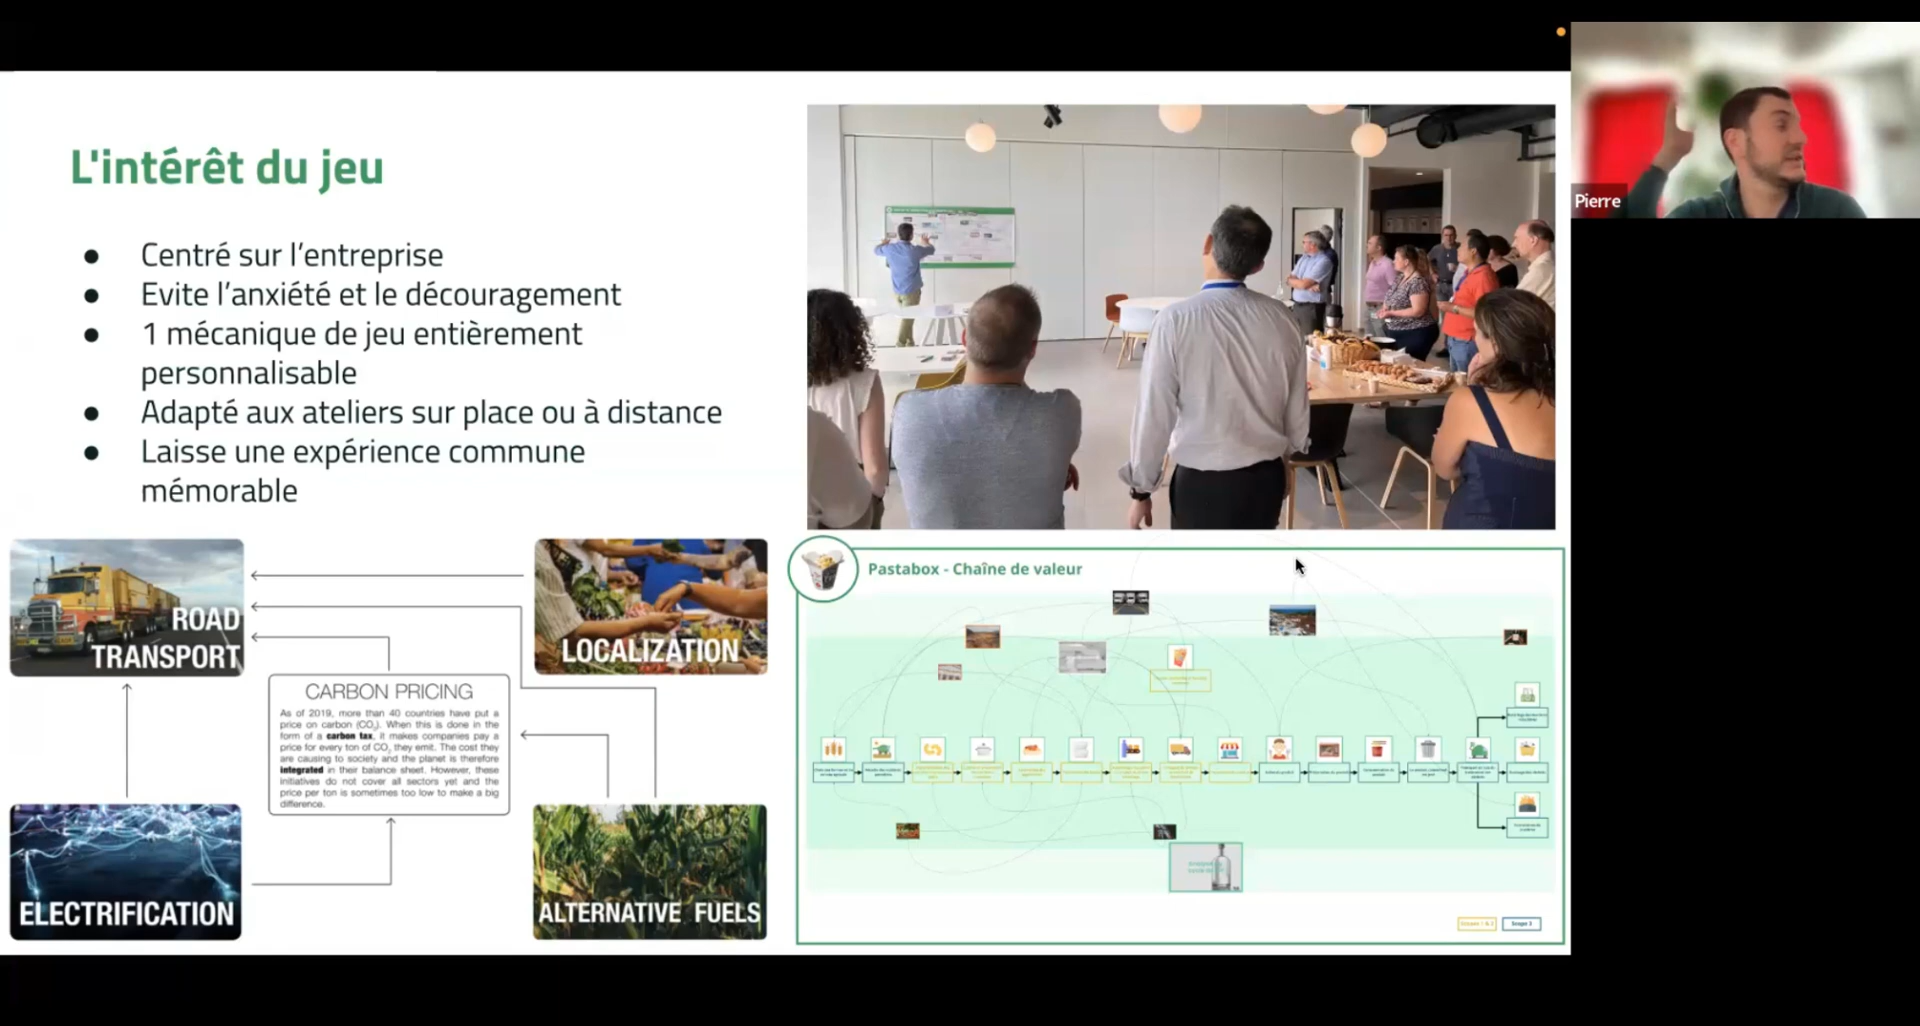 L'intérêt du jeu
● Centré sur l’entreprise
● Evite l’anxiété et le découragement
● 1 mécanique de jeu entièrement
personnalisable
● Adapté aux ateliers sur place ou à distance
● Laisse une expérience commune
mémorable
Pierre
ROAD
TRANSPORT
LOCALIZATION
CARBON PRICING
As of 2019, more than 40 countries have put a
price on carbon (CO₂). When this is done in the
form of a carbon tax, it makes companies pay a
price for every ton of CO₂ they emit. The cost they
are causing to society and the planet is therefore
integrated in their balance sheet. However, these
initiatives do not cover all sectors yet and the
price per ton is sometimes too low to make a big
difference.
ELECTRIFICATION
ALTERNATIVE FUELS
Pastabox - Chaîne de valeur
Scopes 1 & 2
Scope 3